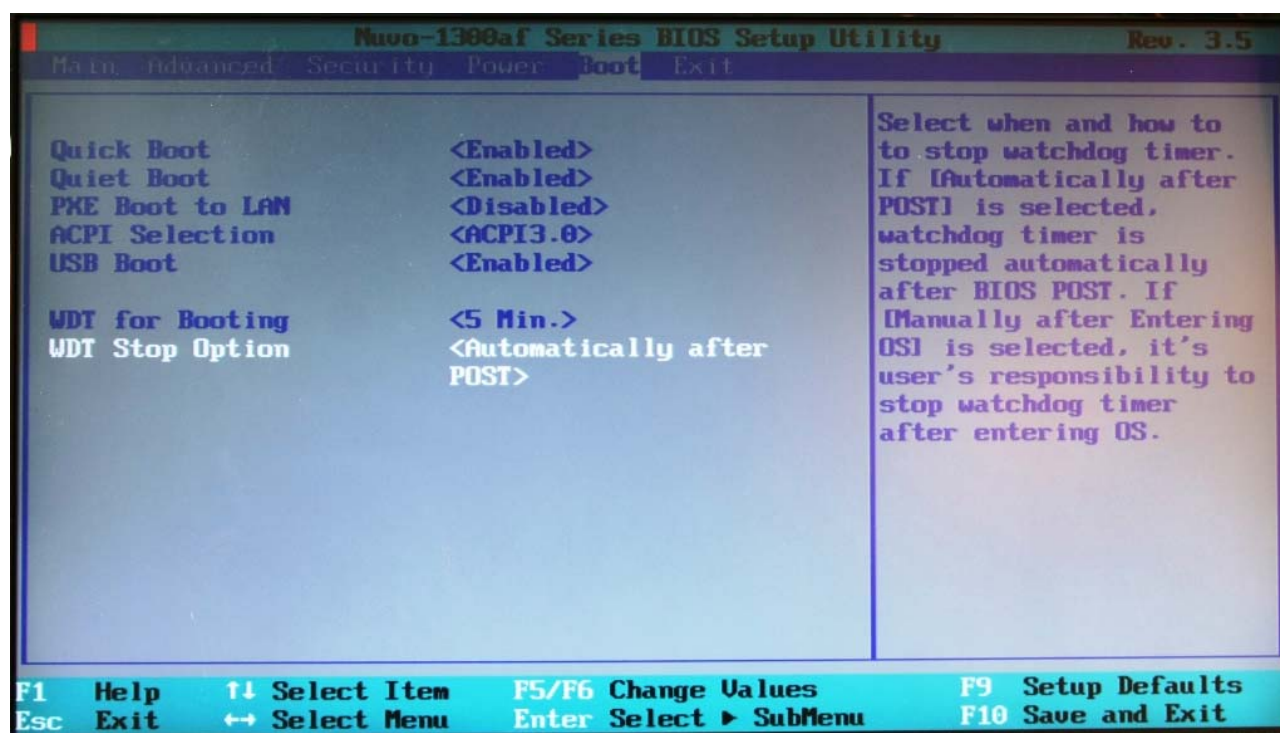 Nuvo-1300af Series BIOS Setup Utility Rev. 3.5
Main Advanced Security Power Boot Exit
Quick Boot <Enabled>
Quiet Boot <Enabled>
PXE Boot to LAN <Disabled>
ACPI Selection <ACPI3.0>
USB Boot <Enabled>
WDT for Booting <5 Min.>
WDT Stop Option <Automatically after
POST>
Select when and how to
to stop watchdog timer.
If [Automatically after
POST] is selected,
watchdog timer is
stopped automatically
after BIOS POST. If
[Manually after Entering
OS] is selected, it's
user's responsibility to
stop watchdog timer
after entering OS.
F1 Help ↑↓ Select Item F5/F6 Change Values F9 Setup Defaults
Esc Exit ←→ Select Menu Enter Select ▶ SubMenu F10 Save and Exit